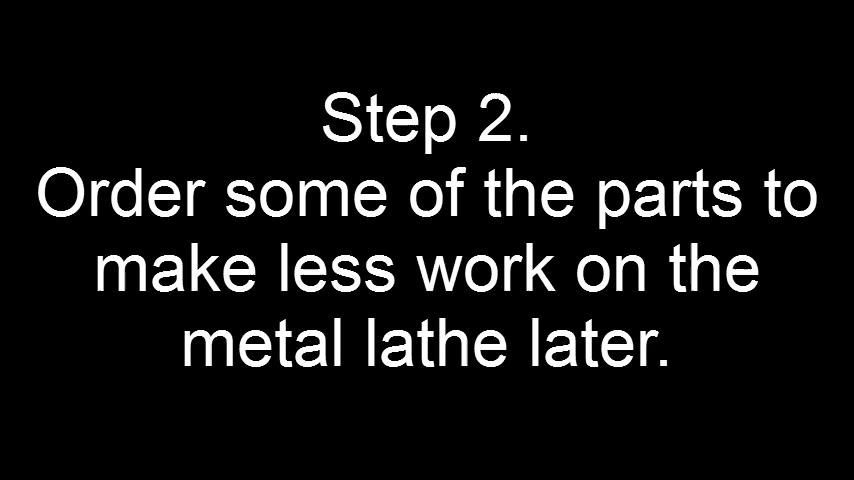 Step 2.
Order some of the parts to
make less work on the
metal lathe later.